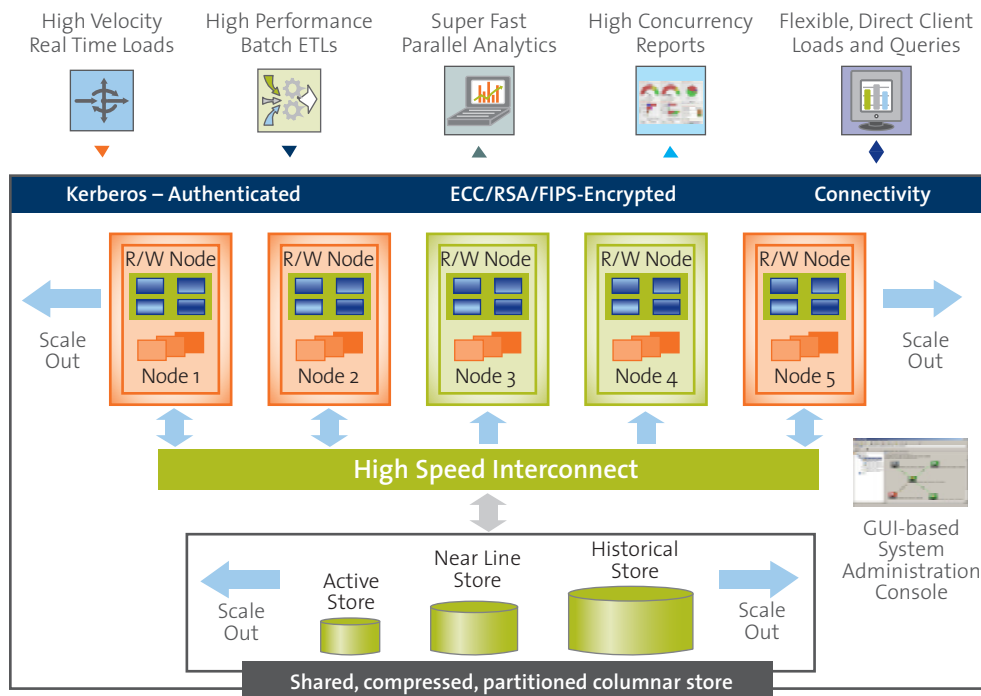 High Velocity
Real Time Loads
High Performance
Batch ETLs
Super Fast
Parallel Analytics
High Concurrency
Reports
Flexible, Direct Client
Loads and Queries
Kerberos – Authenticated
ECC/RSA/FIPS-Encrypted
Connectivity
R/W Node
R/W Node
R/W Node
R/W Node
R/W Node
Scale
Out
Node 1
Node 2
Node 3
Node 4
Node 5
Scale
Out
High Speed Interconnect
GUI-based
System
Administration
Console
Scale
Out
Active
Store
Near Line
Store
Historical
Store
Scale
Out
Shared, compressed, partitioned columnar store